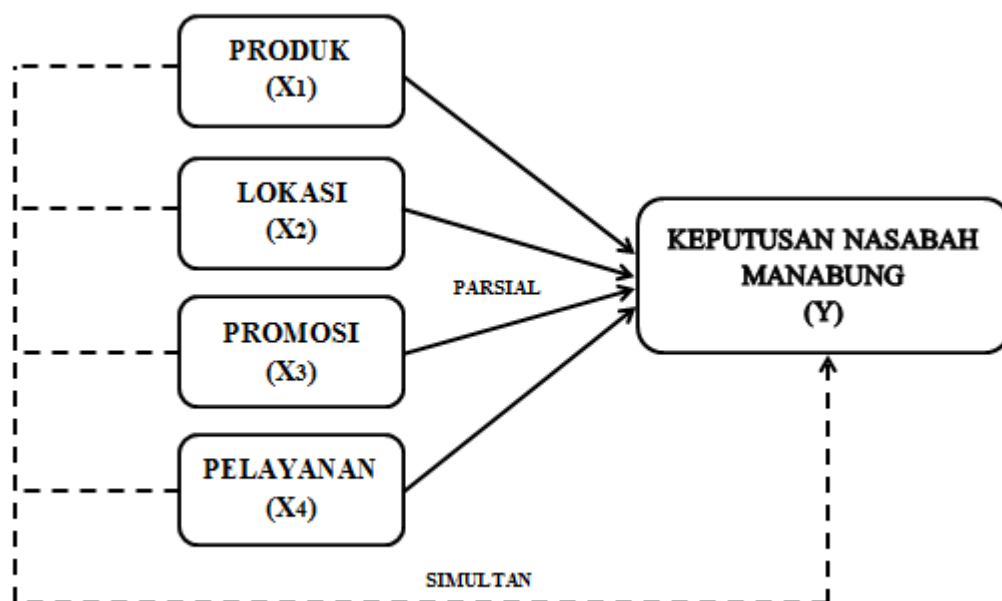 PRODUK
(X1)
LOKASI
(X2)
PROMOSI
(X3)
PELAYANAN
(X4)
PARSIAL
KEPUTUSAN NASABAH
MANABUNG
(Y)
SIMULTAN